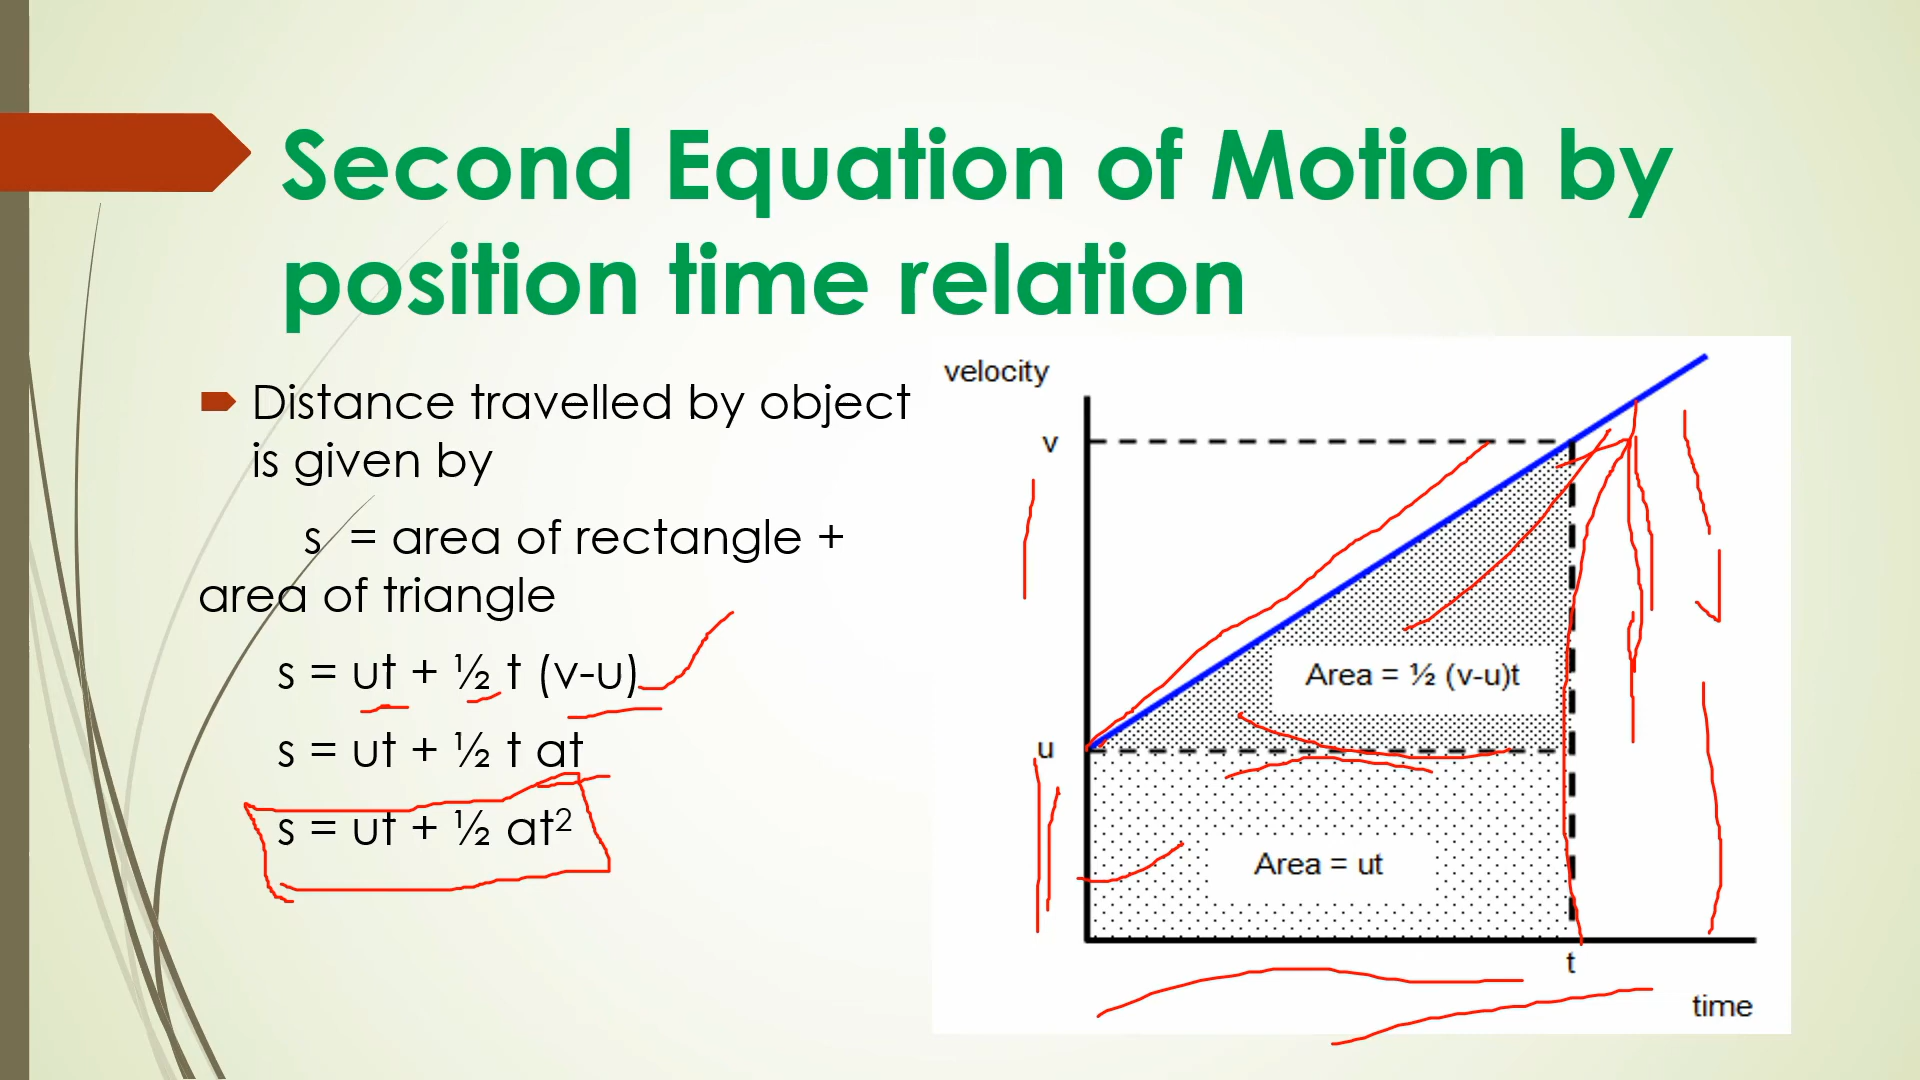 Second Equation of Motion by
position time relation
Distance travelled by object
is given by
s = area of rectangle +
area of triangle
s = ut + ½ t (v-u)
s = ut + ½ t at
s = ut + ½ at²
velocity
v
u
Area = ½ (v-u)t
Area = ut
t
time